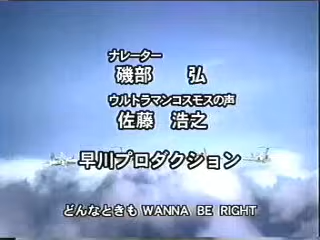 ナレーター
磯部　弘
ウルトラマンコスモスの声
佐藤　浩之
早川プロダクション
どんなときも WANNA BE RIGHT